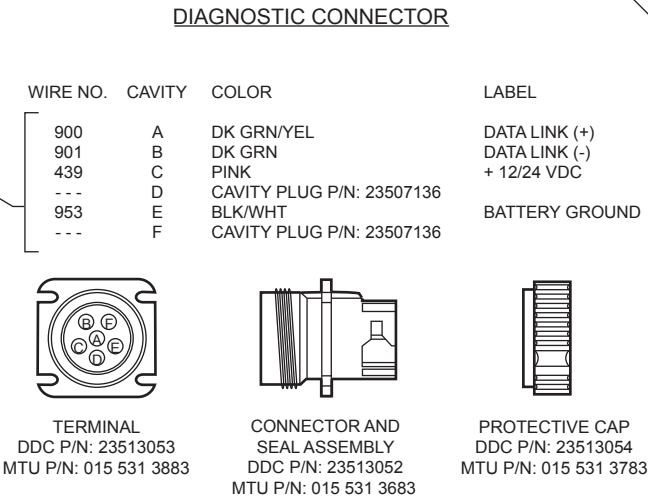 DIAGNOSTIC CONNECTOR
WIRE NO. CAVITY COLOR LABEL
900 A DK GRN/YEL DATA LINK (+)
901 B DK GRN DATA LINK (-)
439 C PINK + 12/24 VDC
- - - D CAVITY PLUG P/N: 23507136
953 E BLK/WHT BATTERY GROUND
- - - F CAVITY PLUG P/N: 23507136
B F
A
C E
D
TERMINAL
DDC P/N: 23513053
MTU P/N: 015 531 3883
CONNECTOR AND
SEAL ASSEMBLY
DDC P/N: 23513052
MTU P/N: 015 531 3683
PROTECTIVE CAP
DDC P/N: 23513054
MTU P/N: 015 531 3783